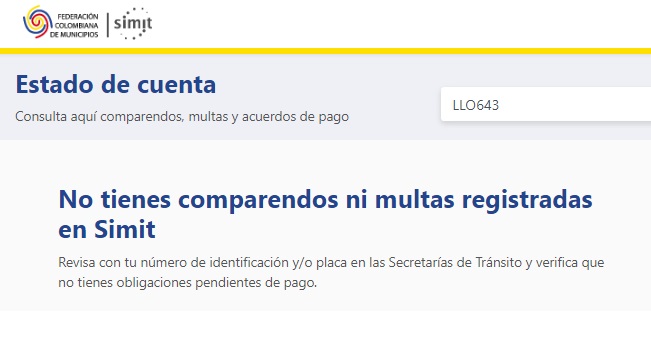 FEDERACIÓN
COLOMBIANA
DE MUNICIPIOS
simit
Estado de cuenta
Consulta aquí comparendos, multas y acuerdos de pago
LLO643
No tienes comparendos ni multas registradas
en Simit
Revisa con tu número de identificación y/o placa en las Secretarías de Tránsito y verifica que
no tienes obligaciones pendientes de pago.